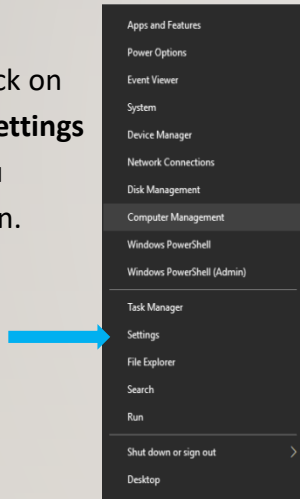 ck on
ettings
n.
Apps and Features
Power Options
Event Viewer
System
Device Manager
Network Connections
Disk Management
Computer Management
Windows PowerShell
Windows PowerShell (Admin)
Task Manager
Settings
File Explorer
Search
Run
Shut down or sign out
Desktop